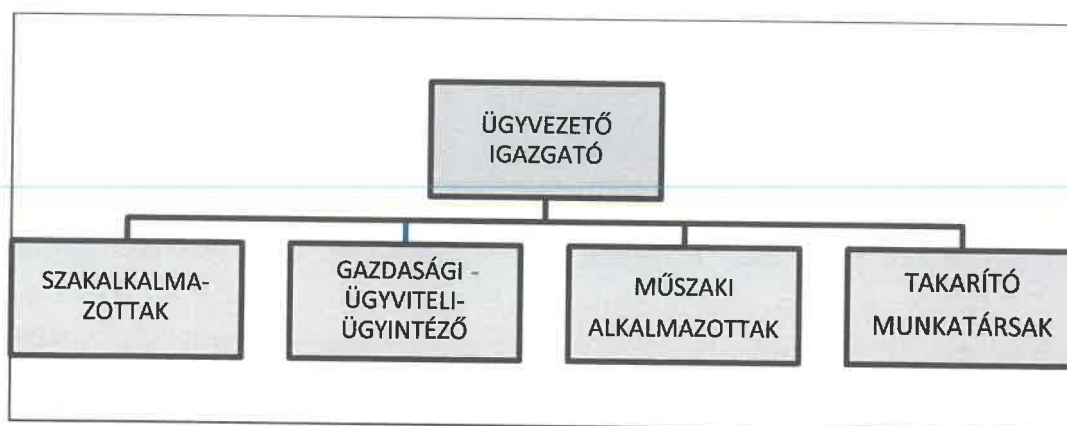 ÜGYVEZETŐ
IGAZGATÓ
SZAKALKALMA-
ZOTTAK
GAZDASÁGI -
ÜGYVITELI-
ÜGYINTÉZŐ
MŰSZAKI
ALKALMAZOTTAK
TAKARÍTÓ
MUNKATÁRSAK